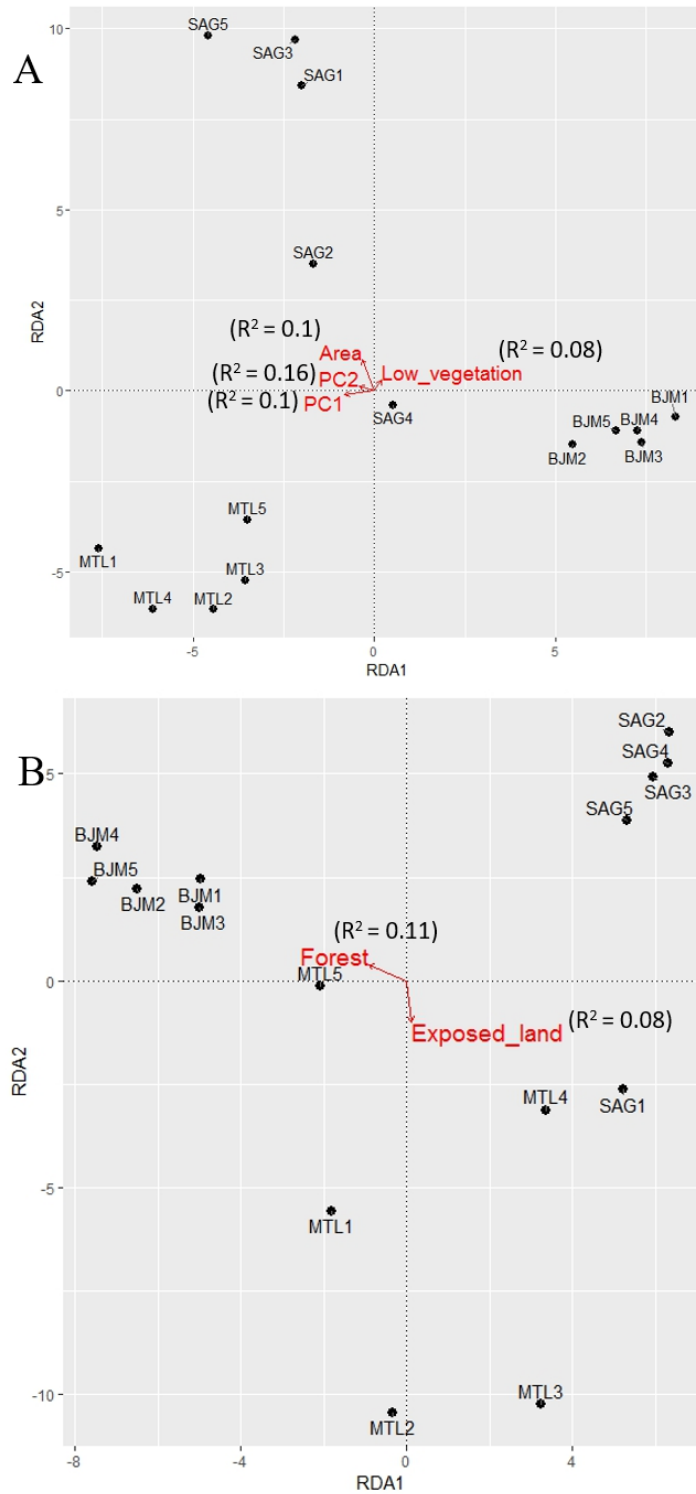 A
10
SAG5
SAG3
SAG1
5
SAG2
RDA2
(R² = 0.1)
Area
(R² = 0.08)
(R² = 0.16)
PC2
Low_vegetation
(R² = 0.1)
PC1
0
SAG4
BJM1
BJM5
BJM4
BJM2
BJM3
MTL5
MTL1
MTL3
-5
MTL4
MTL2
-5
0
5
RDA1
B
SAG2
SAG4
5
SAG3
SAG5
BJM4
BJM5
BJM2
BJM1
BJM3
(R² = 0.11)
Forest
MTL5
0
Exposed_land
(R² = 0.08)
RDA2
MTL4
SAG1
-5
MTL1
MTL3
-10
MTL2
-8
-4
0
4
RDA1